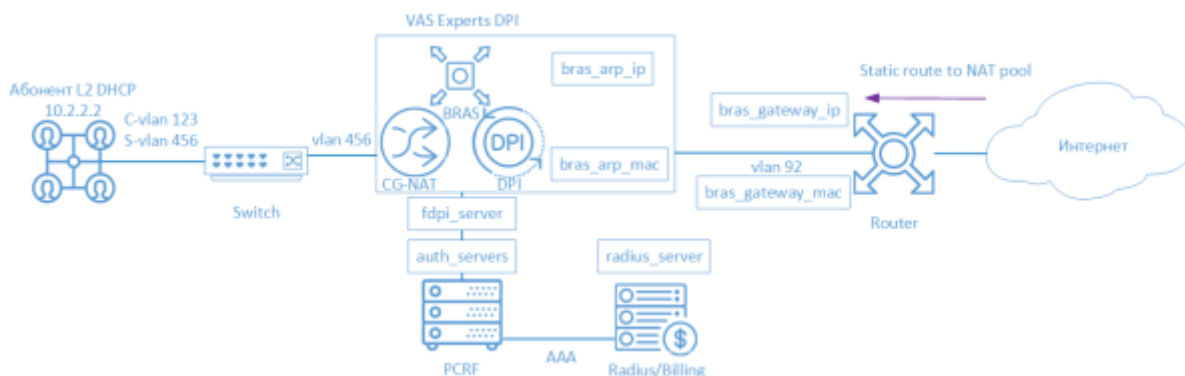 VAS Experts DPI
Абонент L2 DHCP
10.2.2.2
C-vlan 123
S-vlan 456
Switch
vlan 456
BRAS
CG-NAT
DPI
DPI
bras_arp_ip
bras_arp_mac
fdpi_server
auth_servers
PCRF
AAA
radius_server
$
Radius/Billing
Static route to NAT pool
bras_gateway_ip
vlan 92
bras_gateway_mac
Router
Интернет